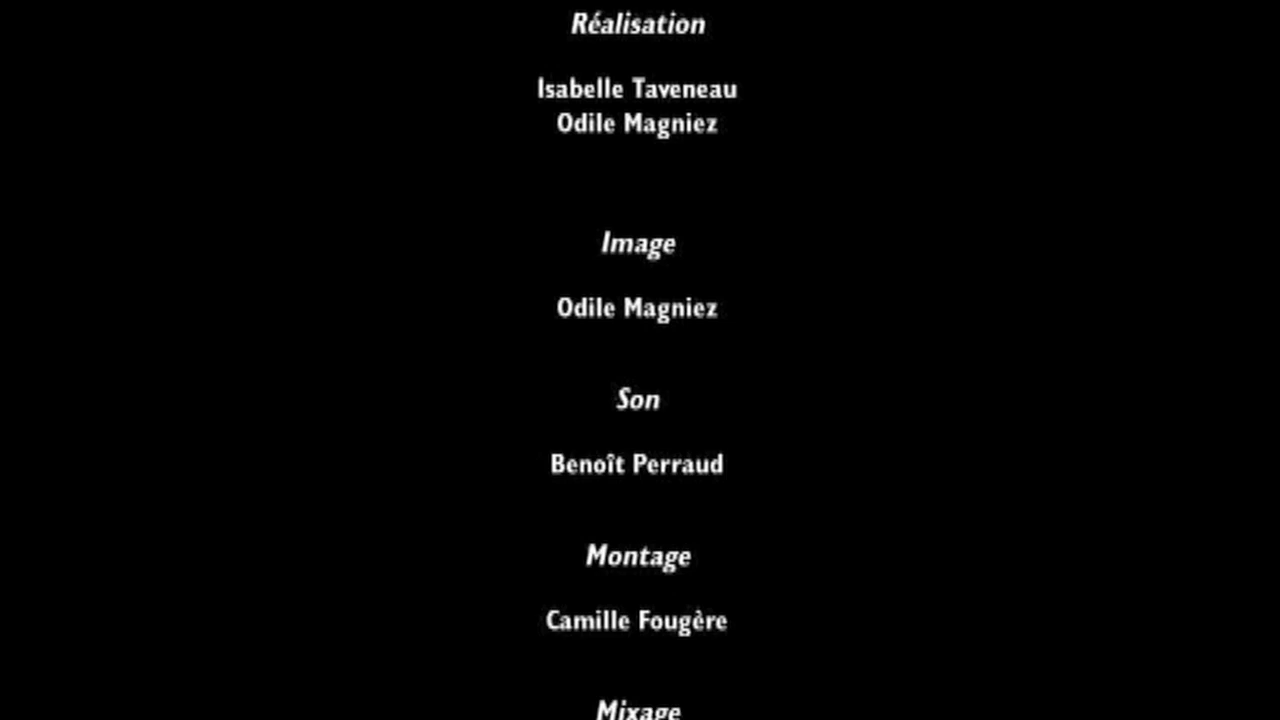 Réalisation
Isabelle Taveneau
Odile Magniez
Image
Odile Magniez
Son
Benoît Perraud
Montage
Camille Fougère
Mixage